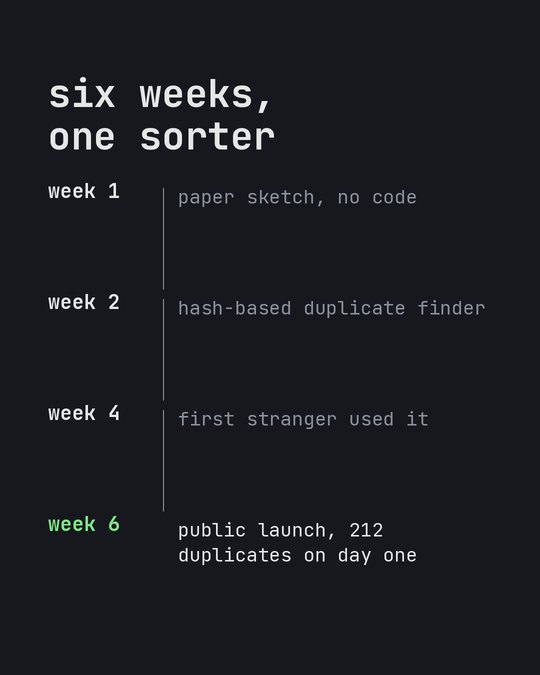 six weeks,
one sorter
week 1
paper sketch, no code
week 2
hash-based duplicate finder
week 4
first stranger used it
week 6
public launch, 212
duplicates on day one